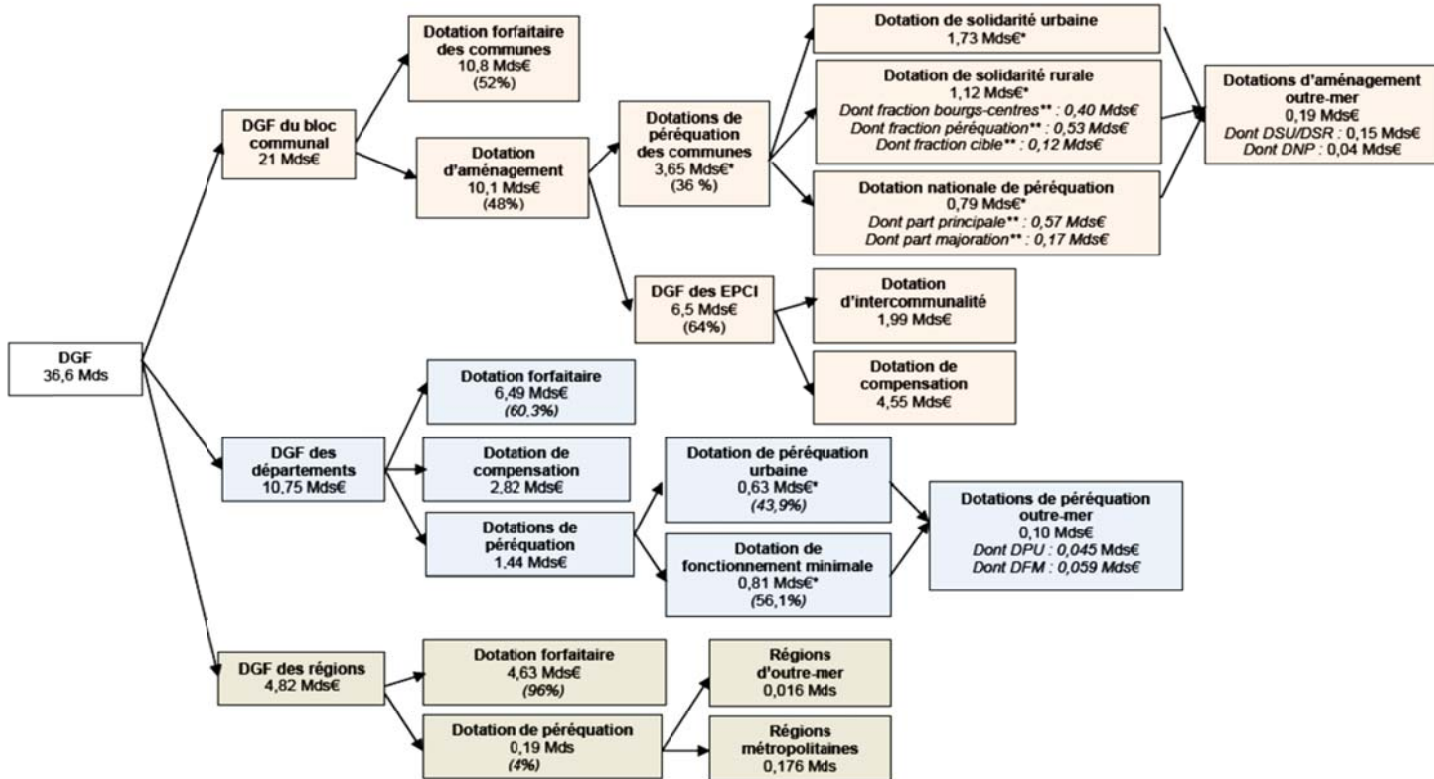 DGF
36,6 Mds
DGF du bloc
communal
21 Mds€
Dotation forfaitaire
des communes
10,8 Mds€
(52%)
Dotation
d'aménagement
10,1 Mds€
(48%)
Dotations de
péréquation
des communes
3,65 Mds€*
(36 %)
Dotation de solidarité urbaine
1,73 Mds€*
Dotation de solidarité rurale
1,12 Mds€*
Dont fraction bourgs-centres** : 0,40 Mds€
Dont fraction péréquation** : 0,53 Mds€
Dont fraction cible** : 0,12 Mds€
Dotation nationale de péréquation
0,79 Mds€*
Dont part principale** : 0,57 Mds€
Dont part majoration** : 0,17 Mds€
Dotations d'aménagement
outre-mer
0,19 Mds€
Dont DSU/DSR : 0,15 Mds€
Dont DNP : 0,04 Mds€
DGF des EPCI
6,5 Mds€
(64%)
Dotation
d'intercommunalité
1,99 Mds€
Dotation de
compensation
4,55 Mds€
DGF des
départements
10,75 Mds€
Dotation forfaitaire
6,49 Mds€
(60,3%)
Dotation de
compensation
2,82 Mds€
Dotations de
péréquation
1,44 Mds€
Dotation de péréquation
urbaine
0,63 Mds€*
(43,9%)
Dotation de
fonctionnement minimale
0,81 Mds€*
(56,1%)
Dotations de péréquation
outre-mer
0,10 Mds€
Dont DPU : 0,045 Mds€
Dont DFM : 0,059 Mds€
DGF des régions
4,82 Mds€
Dotation forfaitaire
4,63 Mds€
(96%)
Dotation de péréquation
0,19 Mds
(4%)
Régions
d'outre-mer
0,016 Mds
Régions
métropolitaines
0,176 Mds